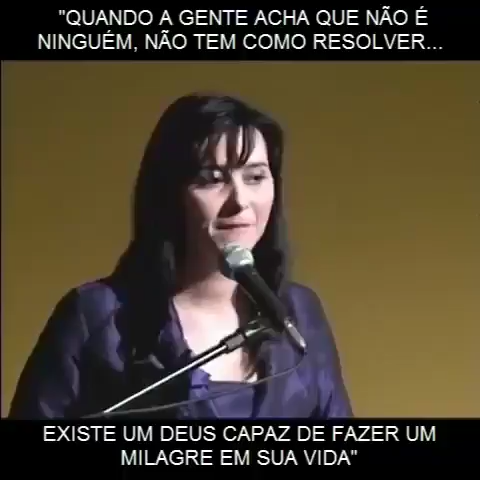 "QUANDO A GENTE ACHA QUE NÃO É
NINGUÉM, NÃO TEM COMO RESOLVER...
EXISTE UM DEUS CAPAZ DE FAZER UM
MILAGRE EM SUA VIDA"